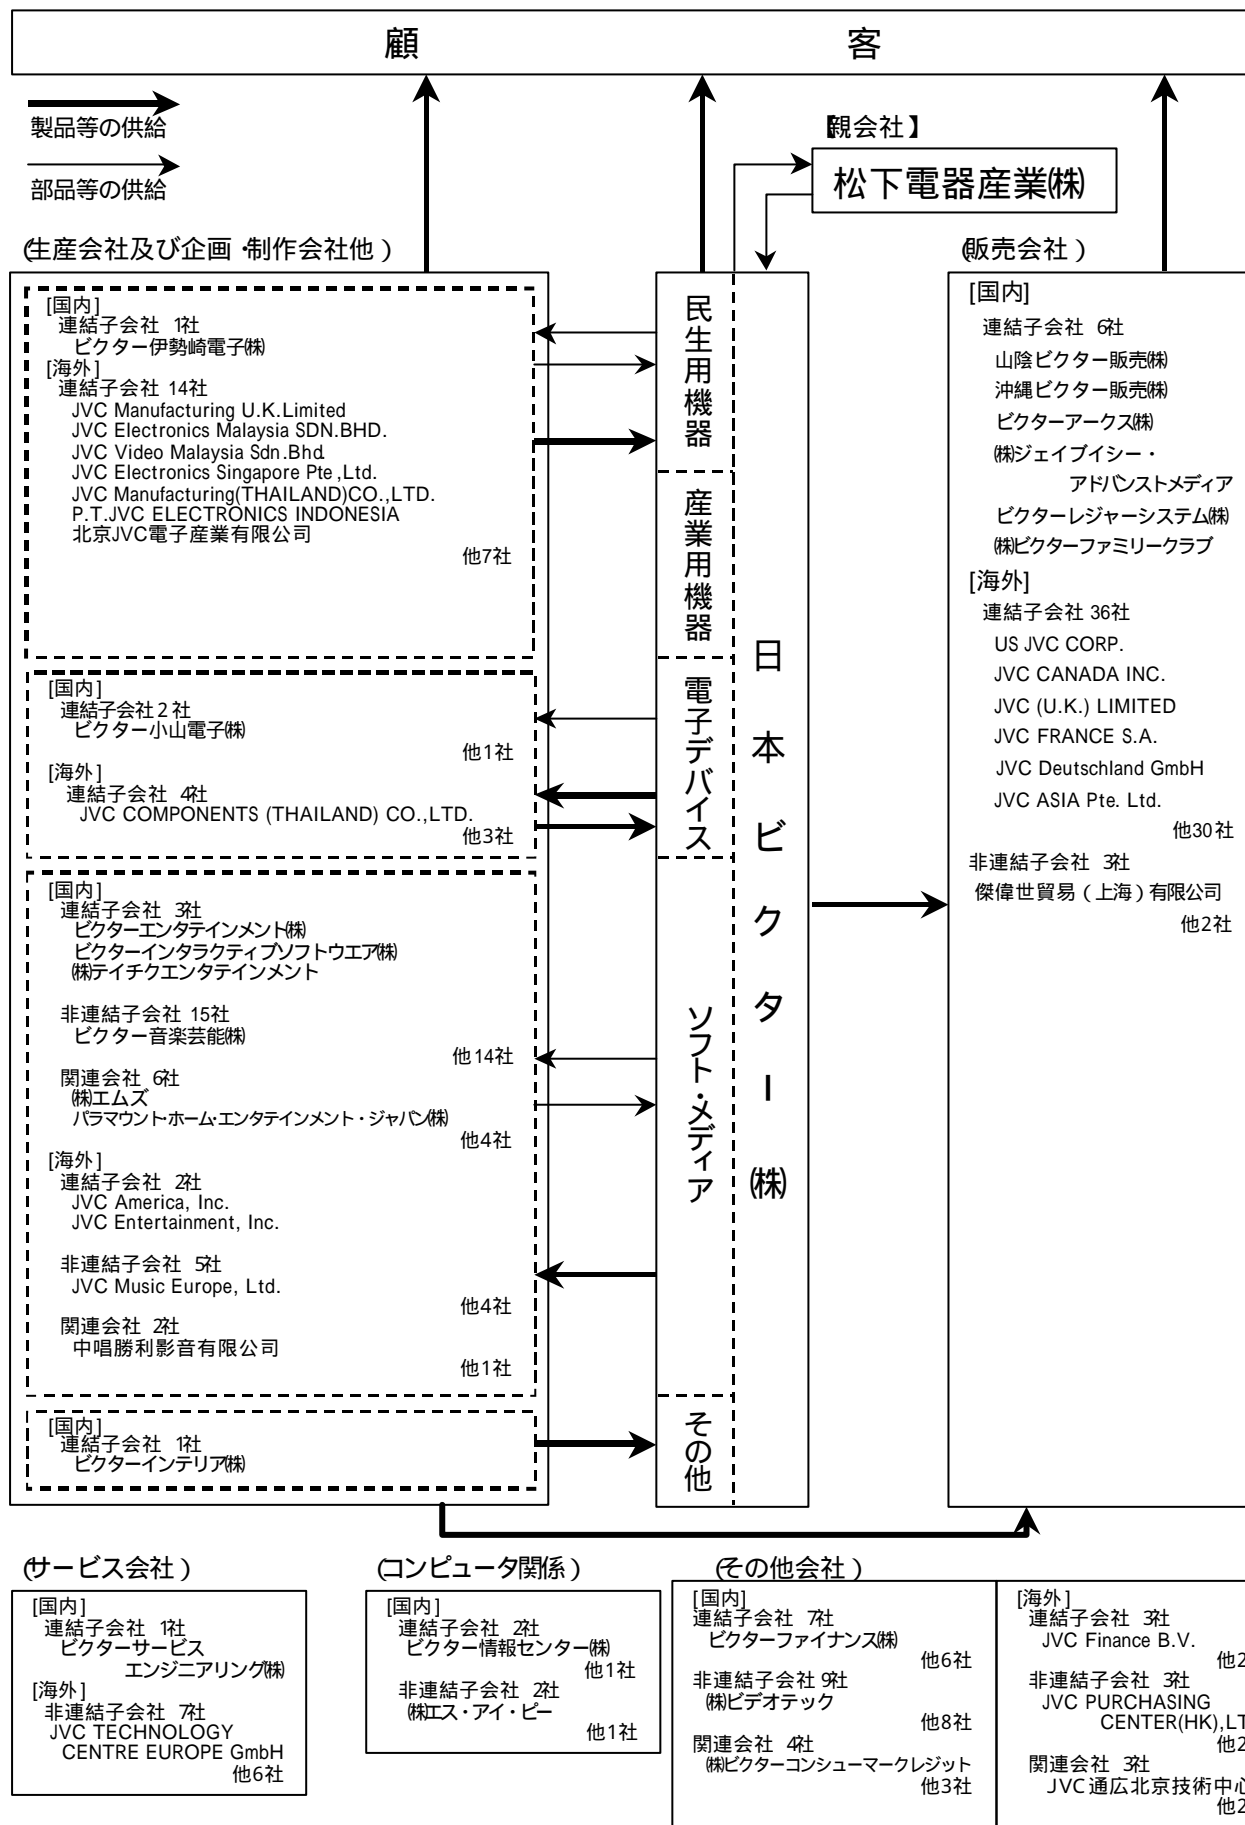 顧客
製品等の供給
部品等の供給
【親会社】
松下電器産業㈱
(生産会社及び企画・制作会社他)
[国内]
連結子会社 1社
ビクター伊勢崎電子㈱
[海外]
連結子会社 14社
JVC Manufacturing U.K.Limited
JVC Electronics Malaysia SDN.BHD.
JVC Video Malaysia Sdn.Bhd.
JVC Electronics Singapore Pte,Ltd.
JVC Manufacturing(THAILAND)CO.,LTD.
P.T.JVC ELECTRONICS INDONESIA
北京JVC電子産業有限公司
他7社
[国内]
連結子会社2社
ビクター小山電子㈱
他1社
[海外]
連結子会社 4社
JVC COMPONENTS (THAILAND) CO.,LTD.
他3社
[国内]
連結子会社 3社
ビクターエンタテインメント㈱
ビクターインタラクティブソフトウエア㈱
㈱テイチクエンタテインメント
非連結子会社 15社
ビクター音楽芸能㈱
他14社
関連会社 6社
㈱エムズ
パラマウント・ホーム・エンタテインメント・ジャパン㈱
他4社
[海外]
連結子会社 2社
JVC America, Inc.
JVC Entertainment, Inc.
非連結子会社 5社
JVC Music Europe, Ltd.
他4社
関連会社 2社
中唱勝利影音有限公司
他1社
[国内]
連結子会社 1社
ビクターインテリア㈱
民生用機器
産業用機器
電子デバイス
ソフト・メディア
その他
日本ビクター㈱
(販売会社)
[国内]
連結子会社 6社
山陰ビクター販売㈱
沖縄ビクター販売㈱
ビクターアークス㈱
㈱ジェイブイシー・
アドバンストメディア
ビクターレジャーシステム㈱
㈱ビクターファミリークラブ
[海外]
連結子会社 36社
US JVC CORP.
JVC CANADA INC.
JVC (U.K.) LIMITED
JVC FRANCE S.A.
JVC Deutschland GmbH
JVC ASIA Pte. Ltd.
他30社
非連結子会社 3社
傑偉世貿易(上海)有限公司
他2社
(サービス会社)
[国内]
連結子会社 1社
ビクターサービス
エンジニアリング㈱
[海外]
非連結子会社 7社
JVC TECHNOLOGY
CENTRE EUROPE GmbH
他6社
(コンピュータ関係)
[国内]
連結子会社 2社
ビクター情報センター㈱
他1社
非連結子会社 2社
㈱エス・アイ・ピー
他1社
(その他会社)
[国内]
連結子会社 7社
ビクターファイナンス㈱
他6社
非連結子会社 9社
㈱ビデオテック
他8社
関連会社 4社
㈱ビクターコンシューマークレジット
他3社
[海外]
連結子会社 3社
JVC Finance B.V.
他2
非連結子会社 3社
JVC PURCHASING
CENTER(HK),LT
他2
関連会社 3社
JVC通広北京技術中心
他2